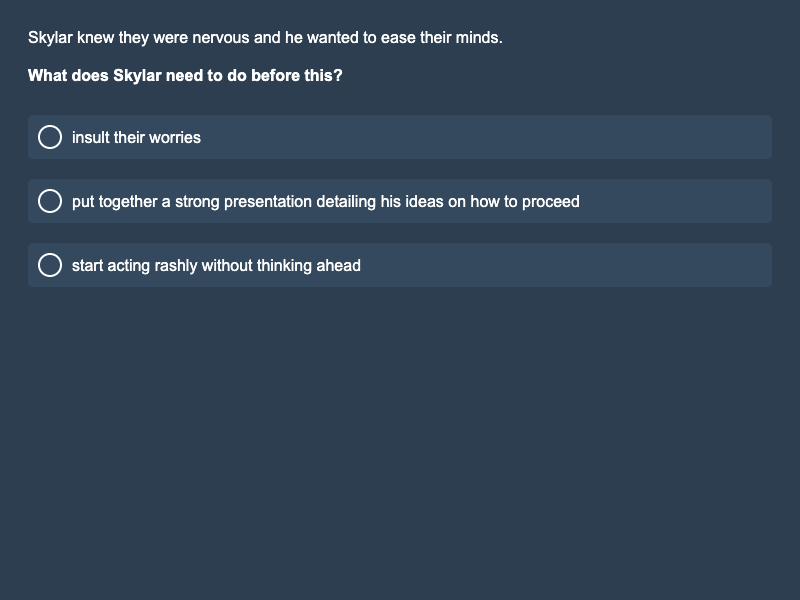 Skylar knew they were nervous and he wanted to ease their minds.
What does Skylar need to do before this?
insult their worries
put together a strong presentation detailing his ideas on how to proceed
start acting rashly without thinking ahead